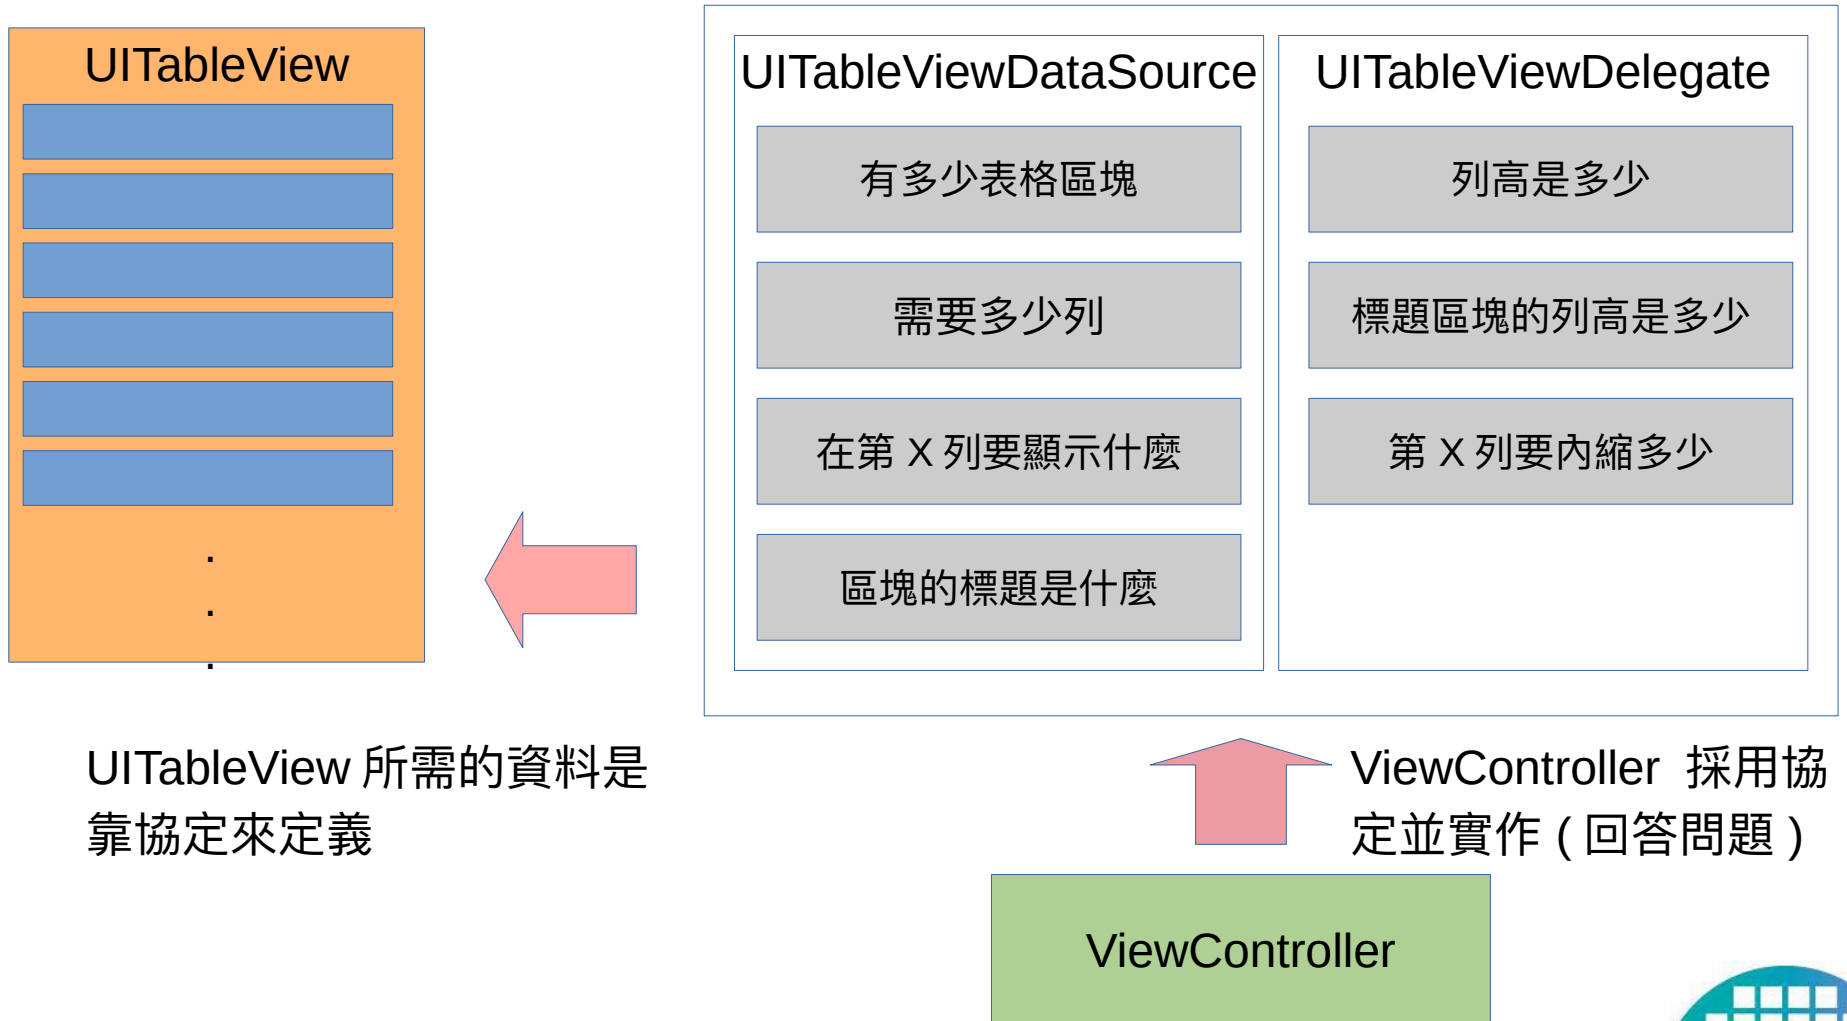 UITableView
.
.
.
UITableViewDataSource
有多少表格區塊
需要多少列
在第 X 列要顯示什麼
區塊的標題是什麼
UITableViewDelegate
列高是多少
標題區塊的列高是多少
第 X 列要內縮多少
UITableView 所需的資料是
靠協定來定義
ViewController 採用協
定並實作 ( 回答問題 )
ViewController